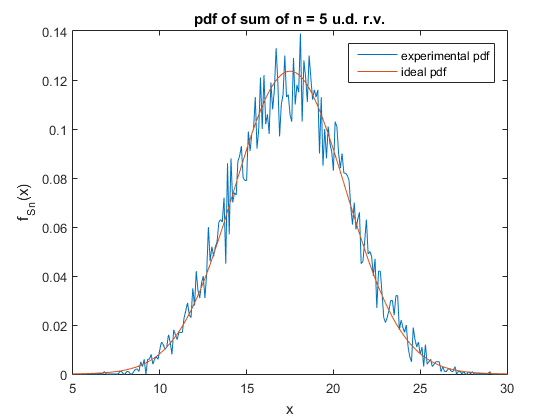 pdf of sum of n = 5 u.d. r.v.
0.14
0.12
0.1
0.08
0.06
0.04
0.02
0
f_Sn(x)
experimental pdf
ideal pdf
5 10 15 20 25 30
x